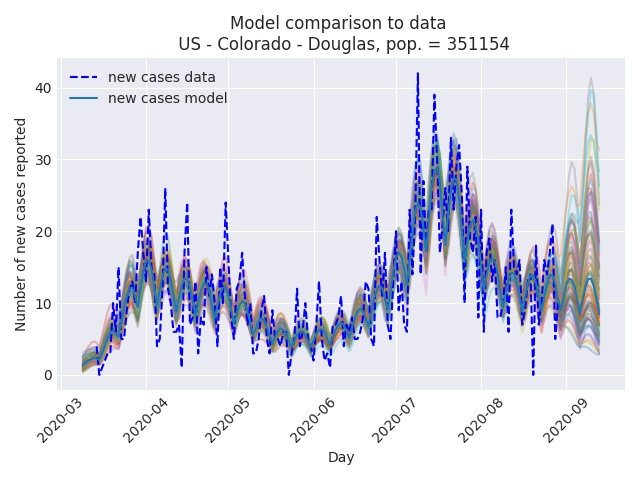 Model comparison to data
US - Colorado - Douglas, pop. = 351154
new cases data
new cases model
Number of new cases reported
40
30
20
10
0
2020-03
2020-04
2020-05
2020-06
2020-07
2020-08
2020-09
Day